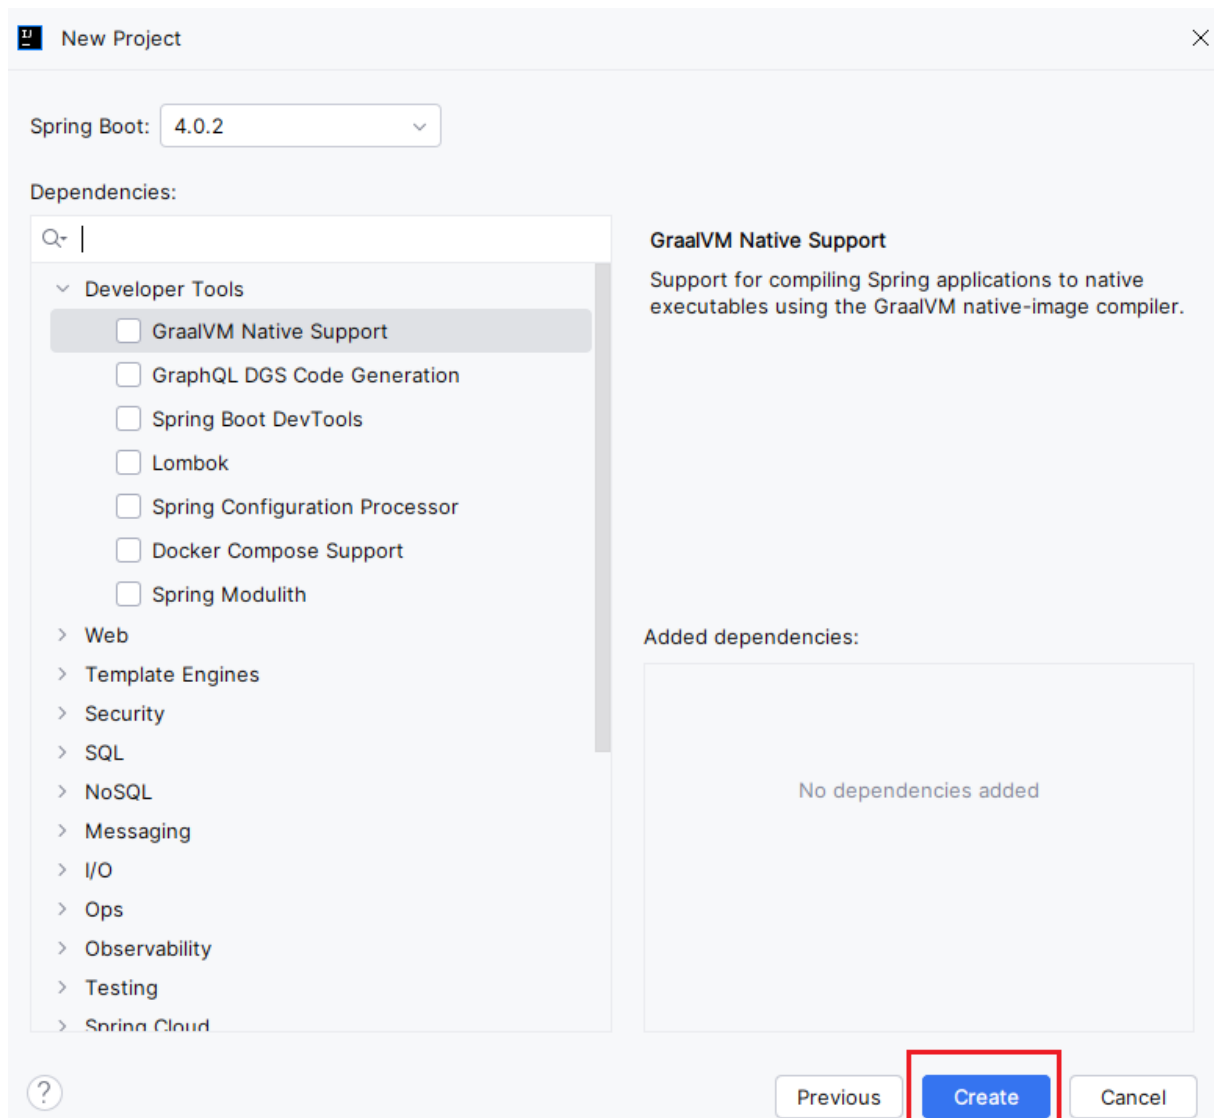 New Project
Spring Boot: 4.0.2
Dependencies:
GraalVM Native Support
Support for compiling Spring applications to native
executables using the GraalVM native-image compiler.
Developer Tools
GraalVM Native Support
GraphQL DGS Code Generation
Spring Boot DevTools
Lombok
Spring Configuration Processor
Docker Compose Support
Spring Modulith
Web
Template Engines
Security
SQL
NoSQL
Messaging
I/O
Ops
Observability
Testing
Spring Cloud
Added dependencies:
No dependencies added
?
Previous
Create
Cancel